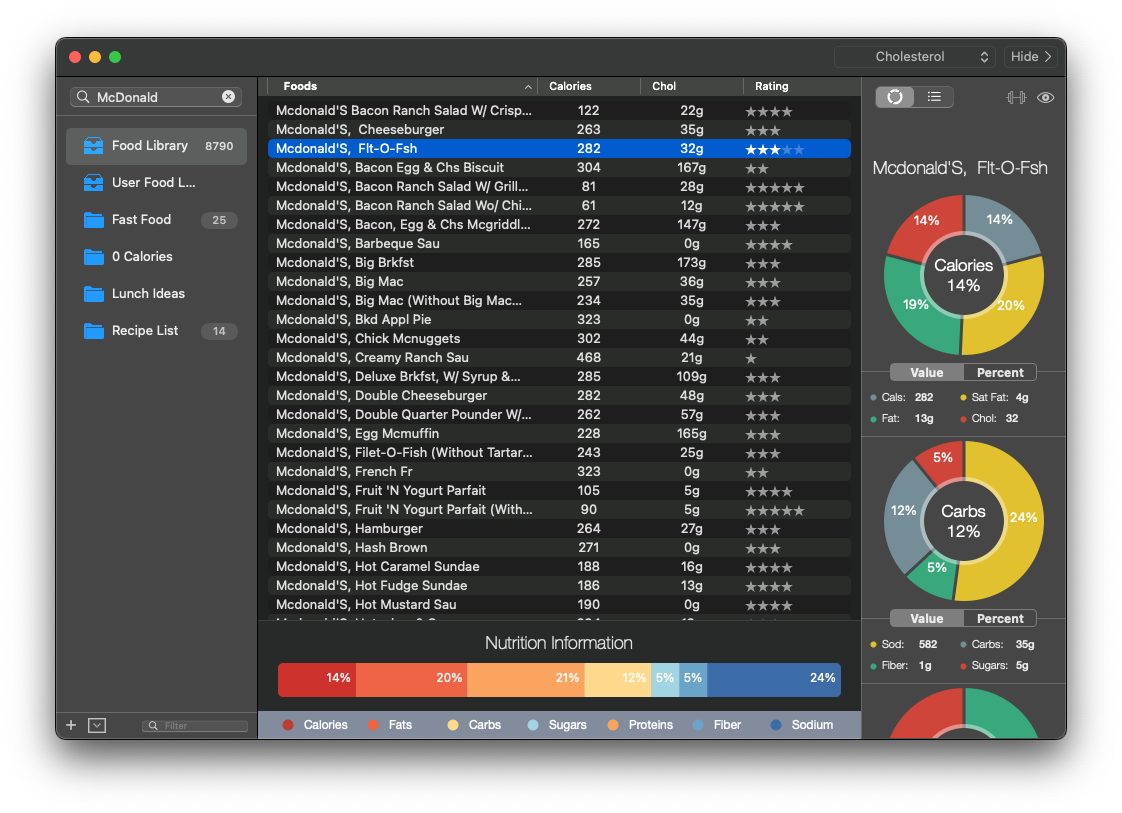 Cholesterol
Hide
McDonald
Food Library 8790
User Food L...
Fast Food 25
0 Calories
Lunch Ideas
Recipe List 14
Filter
Foods Calories Chol Rating
Mcdonald'S Bacon Ranch Salad W/ Crisp... 122 22g ★★★★
Mcdonald'S,  Cheeseburger 263 35g ★★★
Mcdonald'S,  Flt-O-Fsh 282 32g ★★★★★
Mcdonald'S, Bacon Egg & Chs Biscuit 304 167g ★★
Mcdonald'S, Bacon Ranch Salad W/ Grill... 81 28g ★★★★★
Mcdonald'S, Bacon Ranch Salad Wo/ Chi... 61 12g ★★★★★
Mcdonald'S, Bacon, Egg & Chs Mcgriddl... 272 147g ★★★
Mcdonald'S, Barbeque Sau 165 0g ★★★★
Mcdonald'S, Big Brkfst 285 173g ★★★
Mcdonald'S, Big Mac 257 36g ★★★
Mcdonald'S, Big Mac (Without Big Mac... 234 35g ★★★
Mcdonald'S, Bkd Appl Pie 323 0g ★★
Mcdonald'S, Chick Mcnuggets 302 44g ★★
Mcdonald'S, Creamy Ranch Sau 468 21g ★
Mcdonald'S, Deluxe Brkfst, W/ Syrup &... 285 109g ★★★
Mcdonald'S, Double Cheeseburger 282 48g ★★★
Mcdonald'S, Double Quarter Pounder W/... 262 57g ★★★
Mcdonald'S, Egg Mcmuffin 228 165g ★★★
Mcdonald'S, Filet-O-Fish (Without Tartar... 243 25g ★★★
Mcdonald'S, French Fr 323 0g ★★
Mcdonald'S, Fruit 'N Yogurt Parfait 105 5g ★★★★
Mcdonald'S, Fruit 'N Yogurt Parfait (With... 90 5g ★★★★★
Mcdonald'S, Hamburger 264 27g ★★★
Mcdonald'S, Hash Brown 271 0g ★★★
Mcdonald'S, Hot Caramel Sundae 188 16g ★★★★
Mcdonald'S, Hot Fudge Sundae 186 13g ★★★★
Mcdonald'S, Hot Mustard Sau 190 0g ★★★★
Nutrition Information
14% 20% 21% 12% 5% 5% 24%
Calories Fats Carbs Sugars Proteins Fiber Sodium
Mcdonald'S,  Flt-O-Fsh
14% 14%
Calories
14%
19% 20%
Value Percent
Cals: 282 Sat Fat: 4g
Fat: 13g Chol: 32
5%
12% Carbs 24%
12%
5%
Value Percent
Sod: 582 Carbs: 35g
Fiber: 1g Sugars: 5g